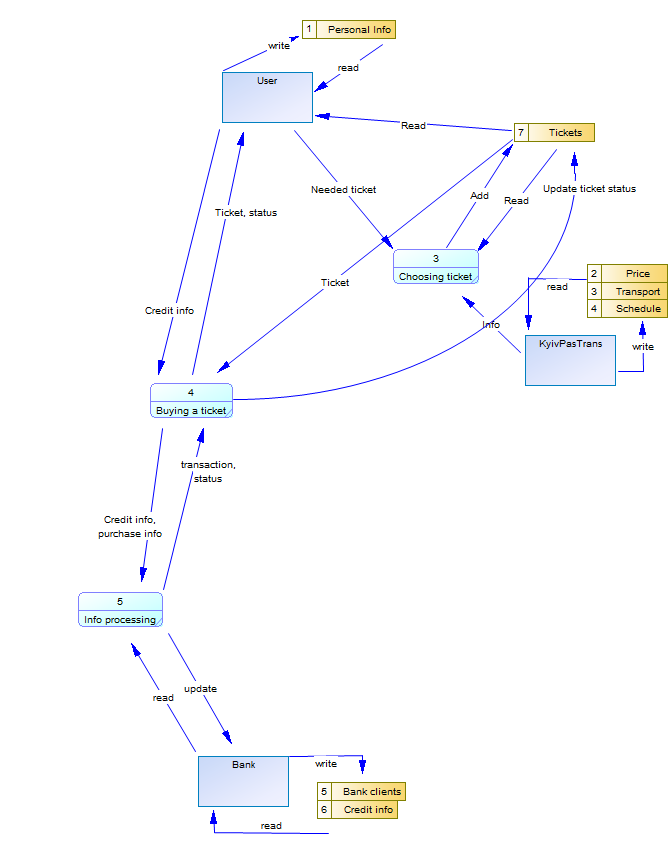 1 Personal Info
write
read
User
Read
7 Tickets
Needed ticket
Add
Read
Update ticket status
Ticket, status
3
Choosing ticket
Ticket
2 Price
read
3 Transport
4 Schedule
Credit info
Info
KyivPasTrans
write
4
Buying a ticket
transaction,
status
Credit info,
purchase info
5
Info processing
read
update
Bank
write
5 Bank clients
6 Credit info
read